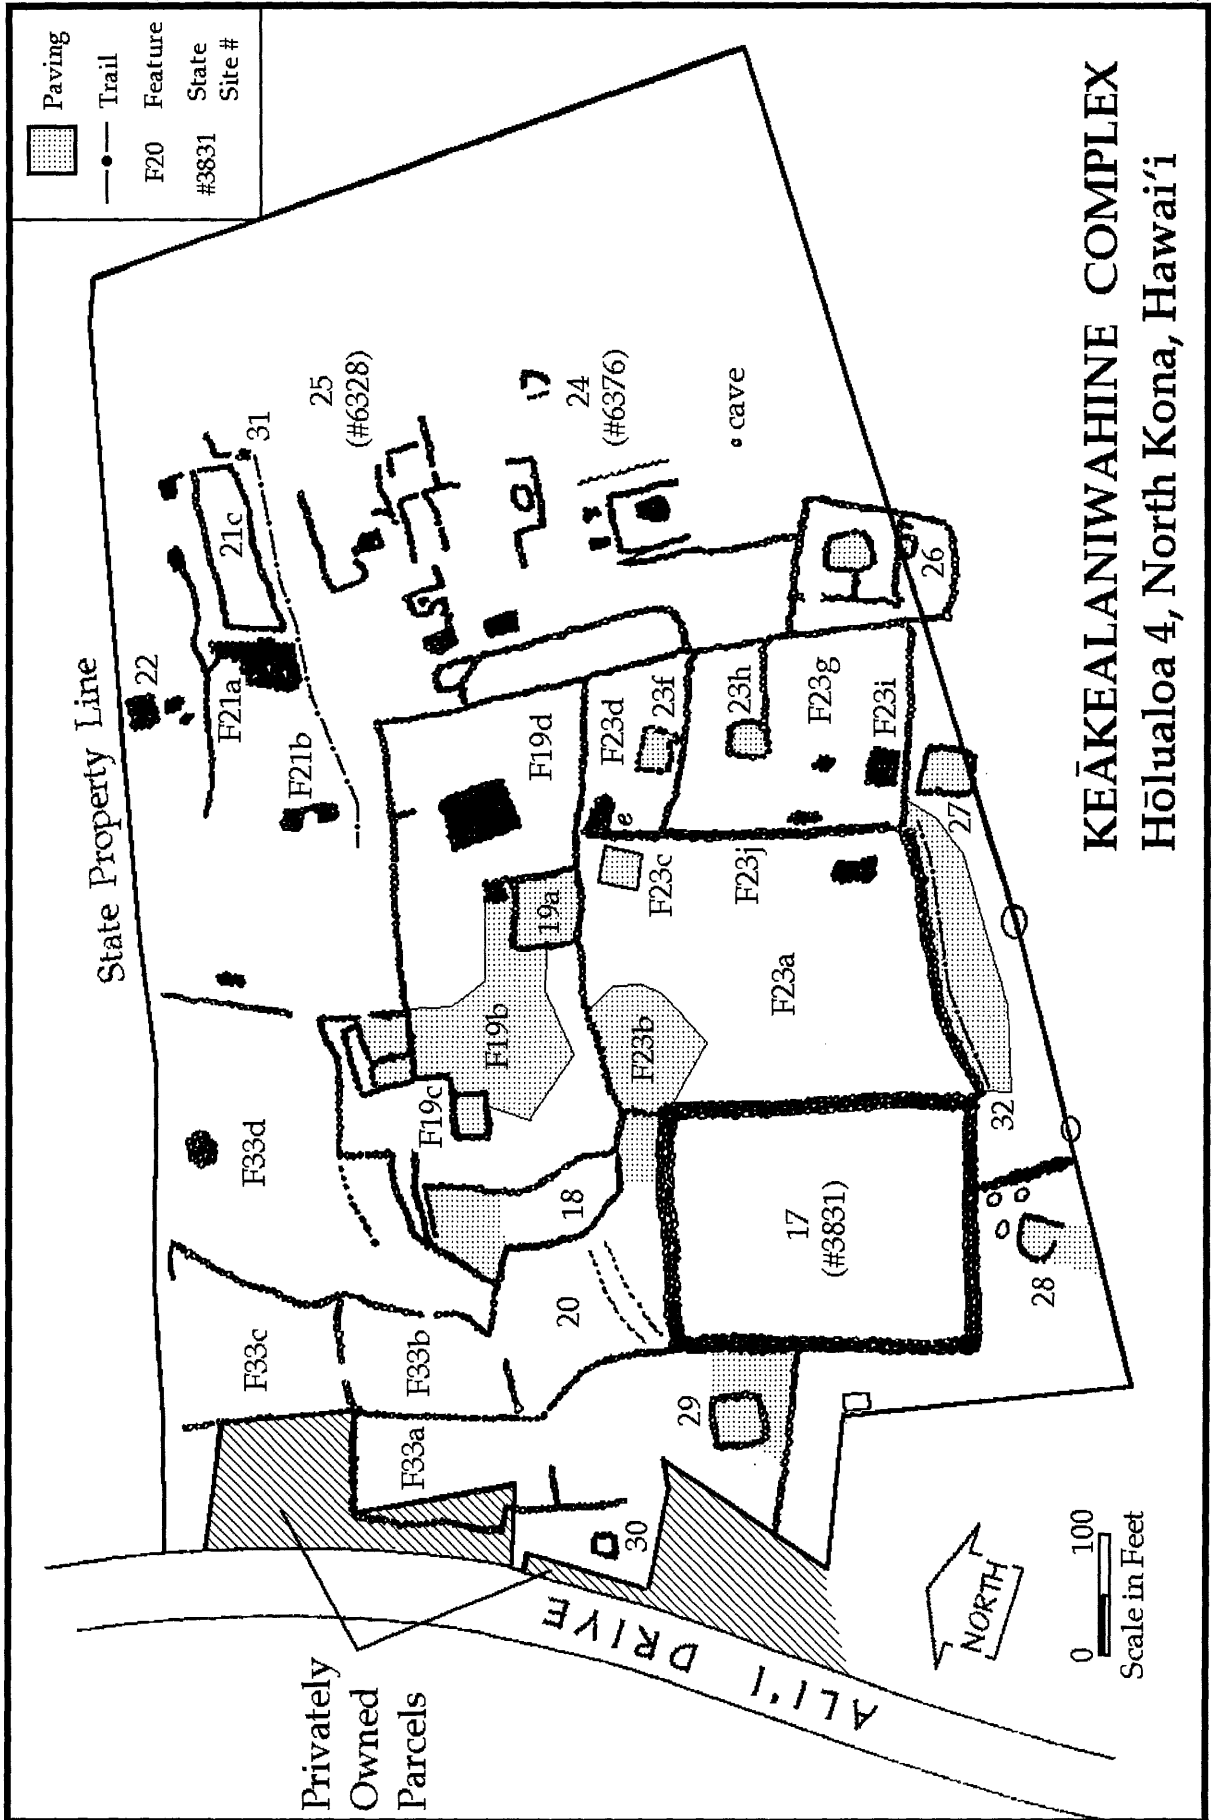 Paving
Trail
F20 Feature
#3831 State
Site #
State Property Line
22
F21a
F21b
21c
31
25
(#6328)
24
(#6376)
cave
26
27
F19d
19a
F19b
F19c
F23d
23f
23h
F23g
F23i
e
F23c
F23j
F23a
F23b
F33d
F33c
F33b
F33a
18
20
17
(#3831)
32
28
29
30
Privately
Owned
Parcels
ALI'I DRIVE
NORTH
0 100
Scale in Feet
KEĀKEALANIWAHINE COMPLEX
Hōlualoa 4, North Kona, Hawai'i